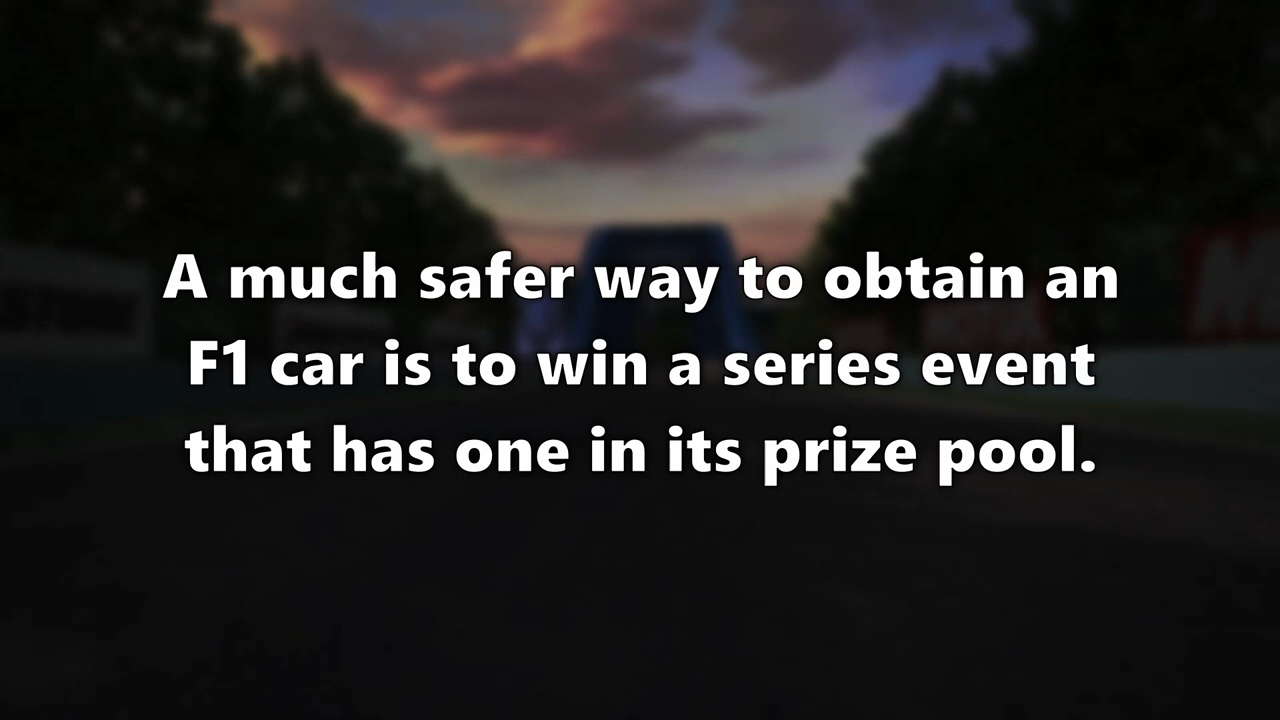 A much safer way to obtain an
F1 car is to win a series event
that has one in its prize pool.